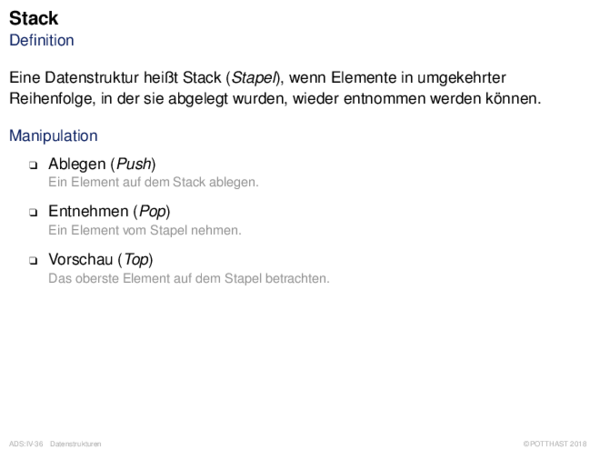 Stack
Definition
Eine Datenstruktur heißt Stack (Stapel), wenn Elemente in umgekehrter
Reihenfolge, in der sie abgelegt wurden, wieder entnommen werden können.
Manipulation
❑ Ablegen (Push)
Ein Element auf dem Stack ablegen.
❑ Entnehmen (Pop)
Ein Element vom Stapel nehmen.
❑ Vorschau (Top)
Das oberste Element auf dem Stapel betrachten.
ADS:IV-36 Datenstrukturen
© POTTHAST 2018